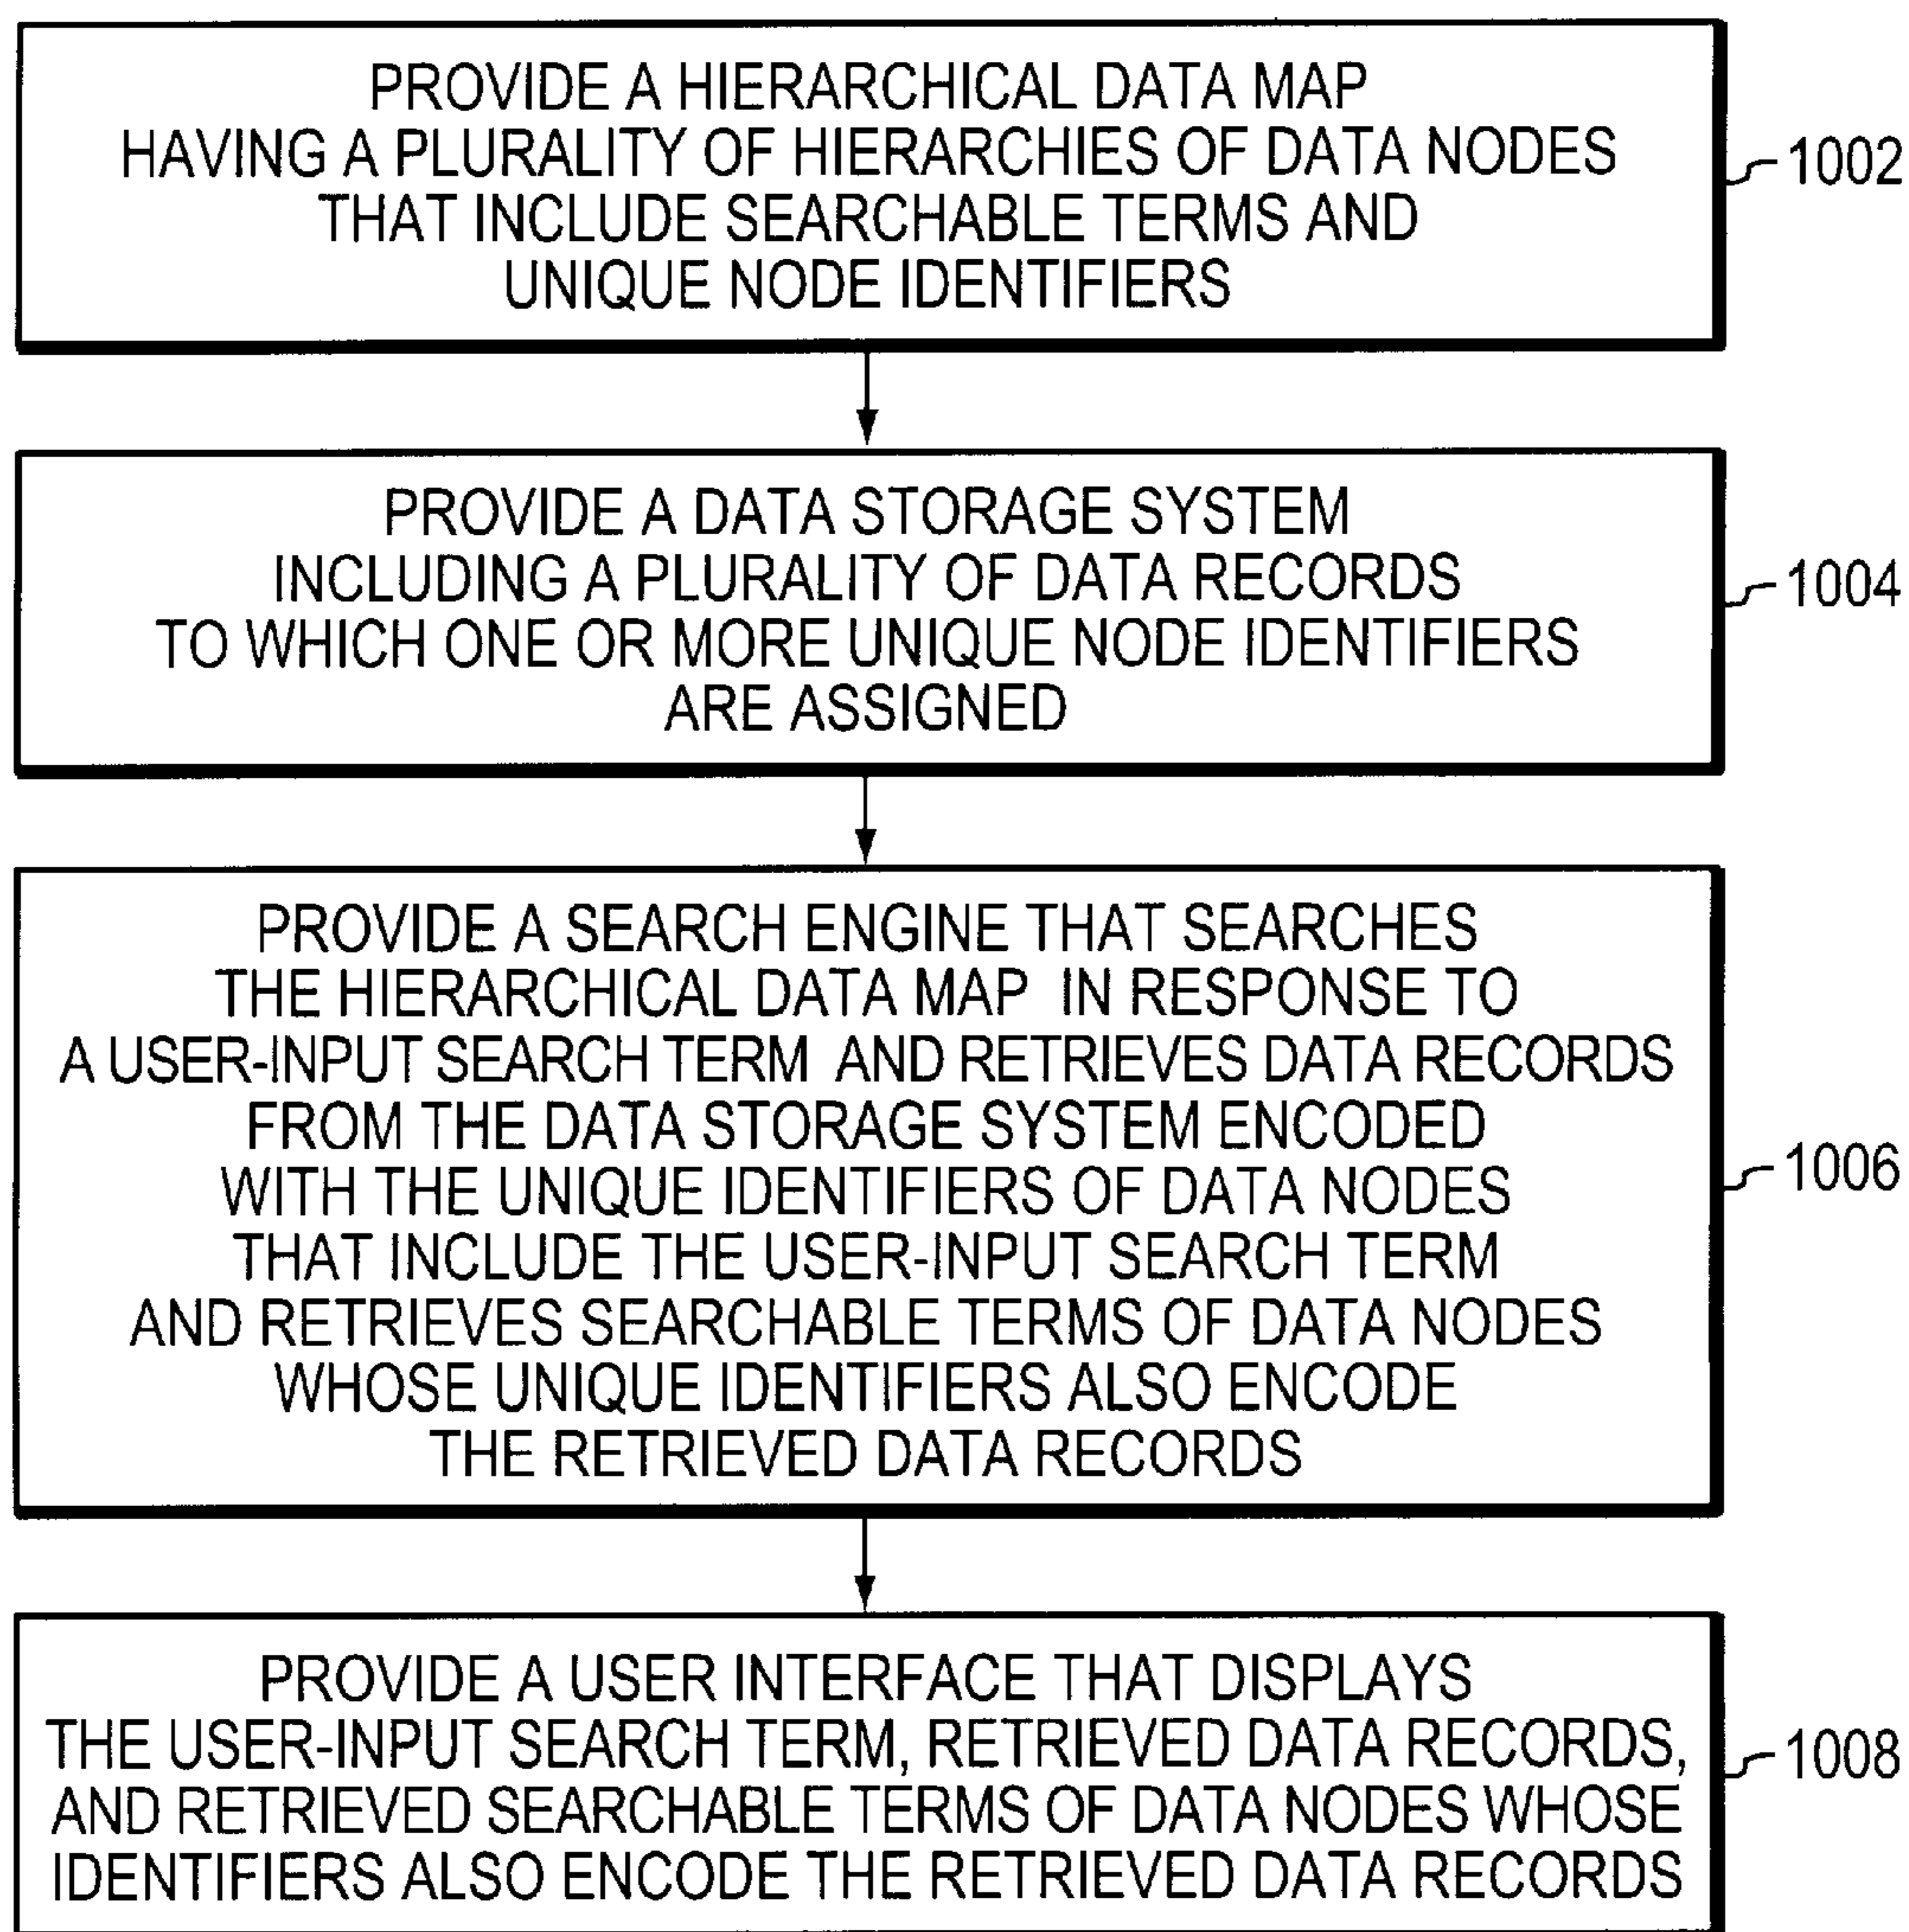 PROVIDE A HIERARCHICAL DATA MAP
HAVING A PLURALITY OF HIERARCHIES OF DATA NODES
THAT INCLUDE SEARCHABLE TERMS AND
UNIQUE NODE IDENTIFIERS
1002
PROVIDE A DATA STORAGE SYSTEM
INCLUDING A PLURALITY OF DATA RECORDS
TO WHICH ONE OR MORE UNIQUE NODE IDENTIFIERS
ARE ASSIGNED
1004
PROVIDE A SEARCH ENGINE THAT SEARCHES
THE HIERARCHICAL DATA MAP IN RESPONSE TO
A USER-INPUT SEARCH TERM AND RETRIEVES DATA RECORDS
FROM THE DATA STORAGE SYSTEM ENCODED
WITH THE UNIQUE IDENTIFIERS OF DATA NODES
THAT INCLUDE THE USER-INPUT SEARCH TERM
AND RETRIEVES SEARCHABLE TERMS OF DATA NODES
WHOSE UNIQUE IDENTIFIERS ALSO ENCODE
THE RETRIEVED DATA RECORDS
1006
PROVIDE A USER INTERFACE THAT DISPLAYS
THE USER-INPUT SEARCH TERM, RETRIEVED DATA RECORDS,
AND RETRIEVED SEARCHABLE TERMS OF DATA NODES WHOSE
IDENTIFIERS ALSO ENCODE THE RETRIEVED DATA RECORDS
1008